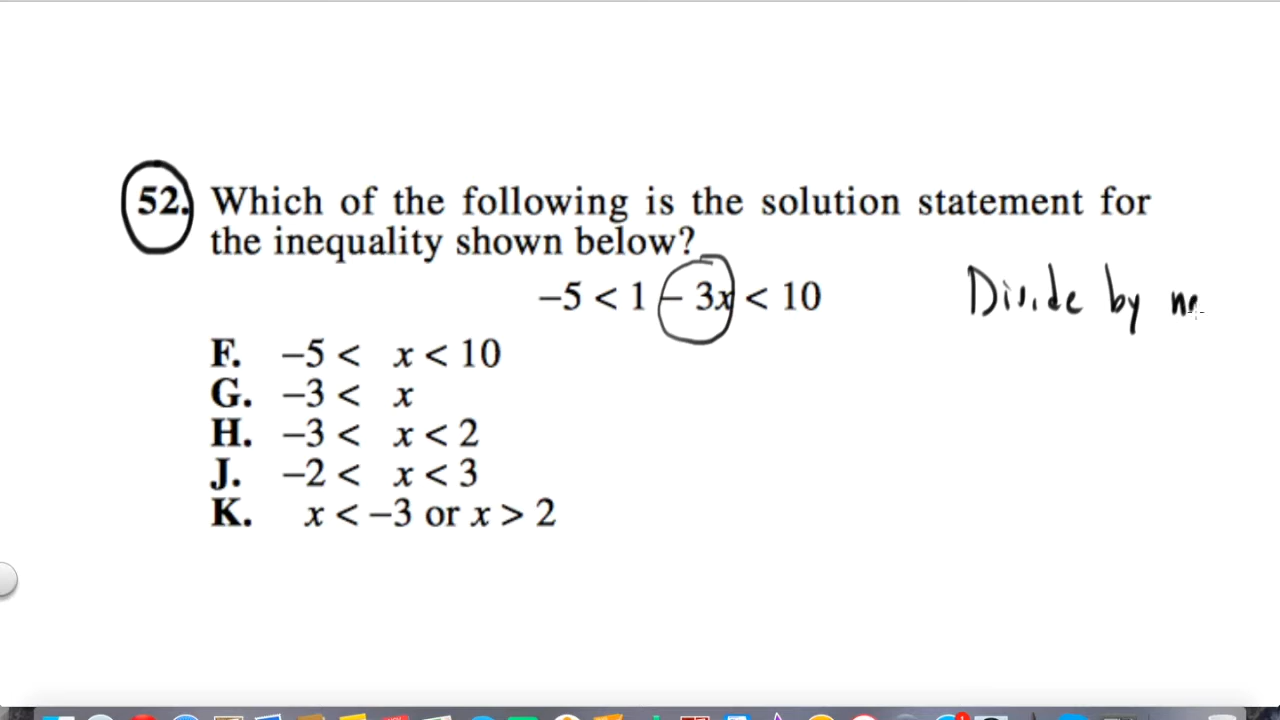 52. Which of the following is the solution statement for
the inequality shown below?
−5 < 1 − 3x < 10
Divide by
F. −5 < x < 10
G. −3 < x
H. −3 < x < 2
J. −2 < x < 3
K. x < −3 or x > 2